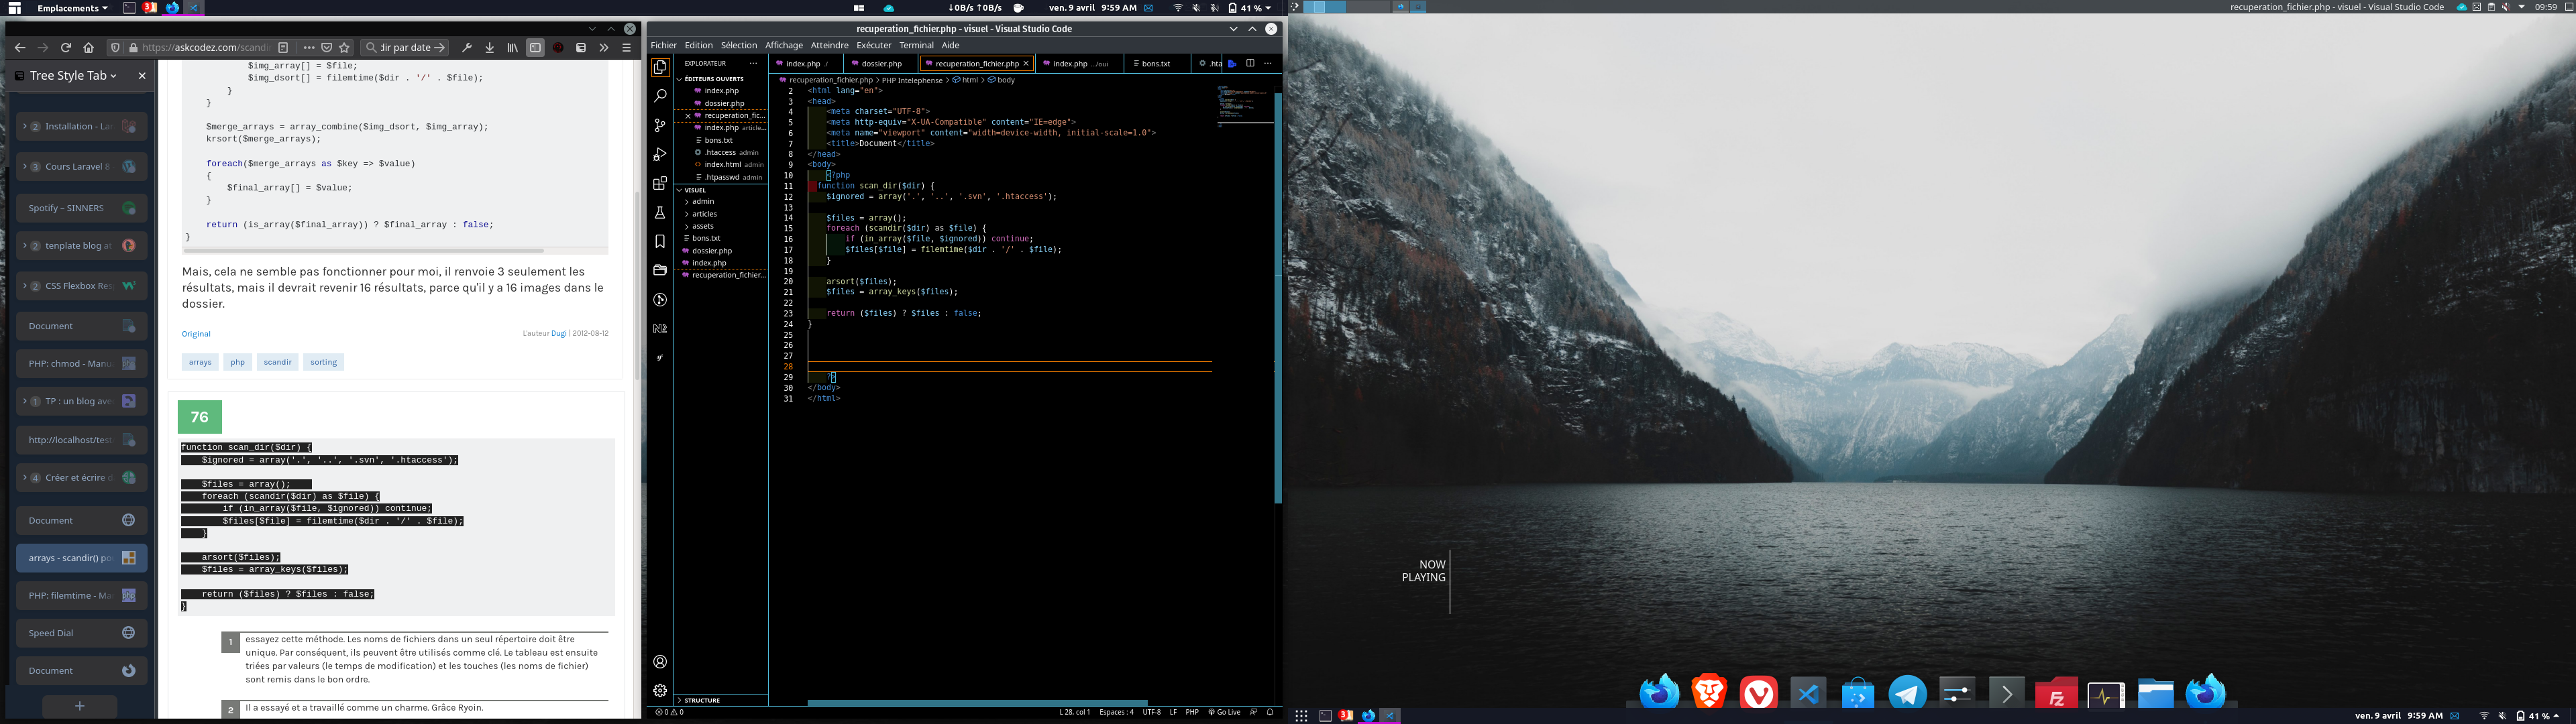 Emplacements
3
↓0B/s ↑0B/s
ven. 9 avril 9:59 AM
41 %
https://askcodez.com/scandi
dir par date
Tree Style Tab
2 Installation - La
3 Cours Laravel 8
Spotify – SINNERS
2 tenplate blog at
2 CSS Flexbox Res
Document
PHP: chmod - Manu
1 TP : un blog ave
http://localhost/test
4 Créer et écrire d
Document
arrays - scandir() po
PHP: filemtime - Ma
Speed Dial
Document
$img_array[] = $file;
$img_dsort[] = filemtime($dir . '/' . $file);
}
}
$merge_arrays = array_combine($img_dsort, $img_array);
krsort($merge_arrays);
foreach($merge_arrays as $key => $value)
{
$final_array[] = $value;
}
return (is_array($final_array)) ? $final_array : false;
}
Mais, cela ne semble pas fonctionner pour moi, il renvoie 3 seulement les
résultats, mais il devrait revenir 16 résultats, parce qu'il y a 16 images dans le
dossier.
Original
L'auteur Dugi | 2012-08-12
arrays php scandir sorting
76
function scan_dir($dir) {
$ignored = array('.', '..', '.svn', '.htaccess');
$files = array();
foreach (scandir($dir) as $file) {
if (in_array($file, $ignored)) continue;
$files[$file] = filemtime($dir . '/' . $file);
}
arsort($files);
$files = array_keys($files);
return ($files) ? $files : false;
}
1 essayez cette méthode. Les noms de fichiers dans un seul répertoire doit être
unique. Par conséquent, ils peuvent être utilisés comme clé. Le tableau est ensuite
triées par valeurs (le temps de modification) et les touches (les noms de fichier)
sont remis dans le bon ordre.
2 Il a essayé et a travaillé comme un charme. Grâce Ryoin.
recuperation_fichier.php - visuel - Visual Studio Code
Fichier Edition Sélection Affichage Atteindre Exécuter Terminal Aide
EXPLORATEUR
ÉDITEURS OUVERTS
index.php
dossier.php
recuperation_fic...
index.php article...
bons.txt
.htaccess admin
index.html admin
.htpasswd admin
VISUEL
admin
articles
assets
bons.txt
dossier.php
index.php
recuperation_fichier...
STRUCTURE
index.php ./
dossier.php
recuperation_fichier.php
index.php .../oui
bons.txt
.hta
recuperation_fichier.php > PHP Intelephense > html > body
2 <html lang="en">
3 <head>
4 <meta charset="UTF-8">
5 <meta http-equiv="X-UA-Compatible" content="IE=edge">
6 <meta name="viewport" content="width=device-width, initial-scale=1.0">
7 <title>Document</title>
8 </head>
9 <body>
10 <?php
11 function scan_dir($dir) {
12 $ignored = array('.', '..', '.svn', '.htaccess');
13
14 $files = array();
15 foreach (scandir($dir) as $file) {
16 if (in_array($file, $ignored)) continue;
17 $files[$file] = filemtime($dir . '/' . $file);
18 }
19
20 arsort($files);
21 $files = array_keys($files);
22
23 return ($files) ? $files : false;
24 }
25
26
27
28
29 ?>
30 </body>
31 </html>
0 0
L 28, col 1 Espaces : 4 UTF-8 LF PHP Go Live
recuperation_fichier.php - visuel - Visual Studio Code
09:59
NOW
PLAYING
Fz
3
ven. 9 avril 9:59 AM
41 %